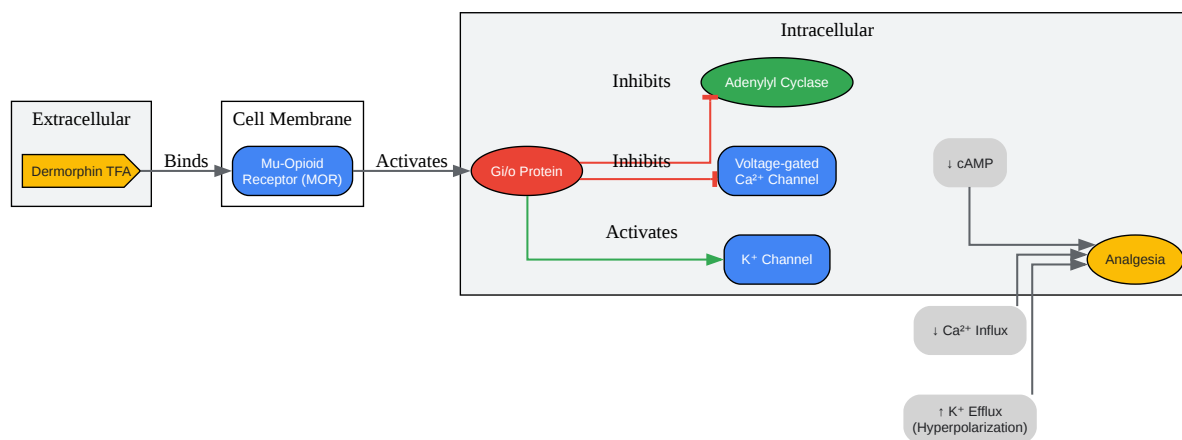 Intracellular
Extracellular
Dermorphin TFA
Binds
Cell Membrane
Mu-Opioid
Receptor (MOR)
Activates
Gi/o Protein
Inhibits
Adenylyl Cyclase
Inhibits
Voltage-gated
Ca²⁺ Channel
Activates
K⁺ Channel
↓ cAMP
Analgesia
↓ Ca²⁺ Influx
↑ K⁺ Efflux
(Hyperpolarization)